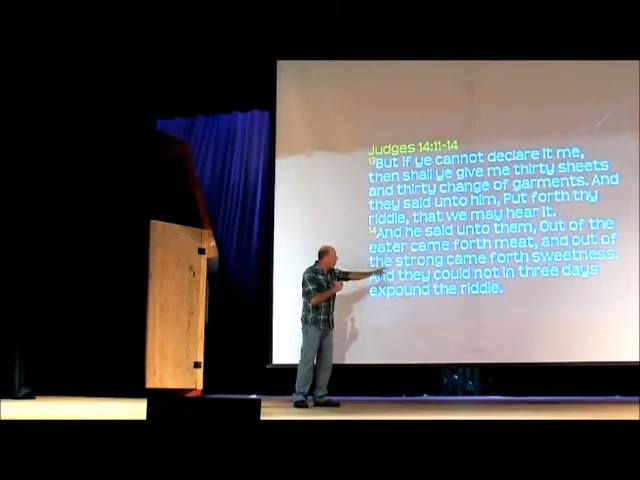 Judges 14:11-14
13But if ye cannot declare it me,
then shall ye give me thirty sheets
and thirty change of garments. And
they said unto him, Put forth thy
riddle, that we may hear it.
14And he said unto them, Out of the
eater came forth meat, and out of
the strong came forth sweetness.
And they could not in three days
expound the riddle.